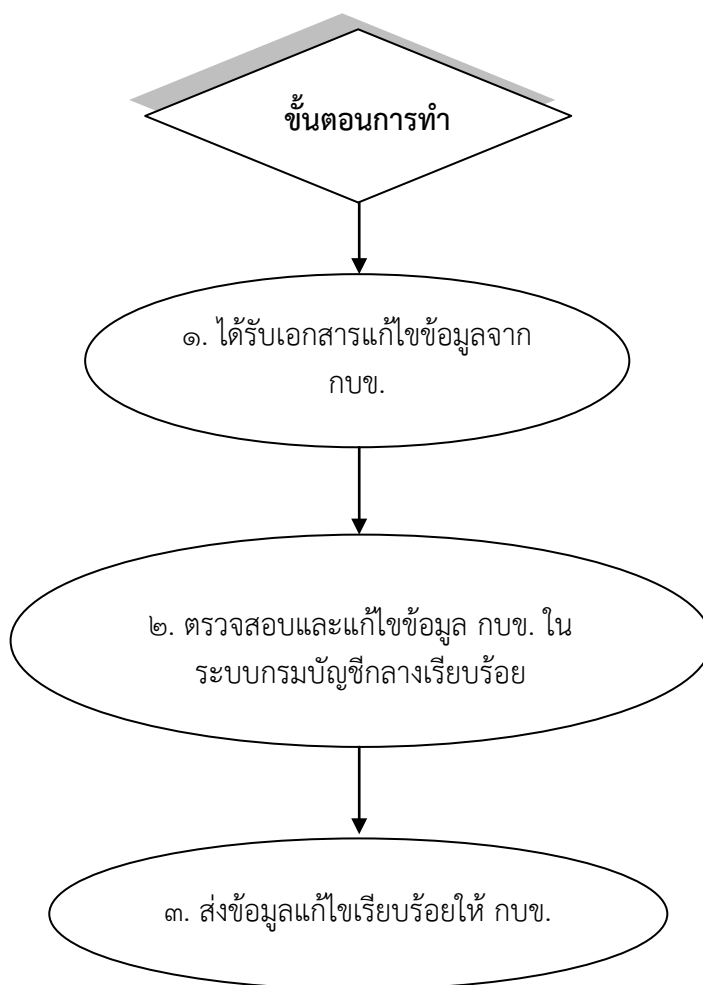 ขั้นตอนการทำ
๑. ได้รับเอกสารแก้ไขข้อมูลจาก
กบข.
๒. ตรวจสอบและแก้ไขข้อมูล กบข. ใน
ระบบกรมบัญชีกลางเรียบร้อย
๓. ส่งข้อมูลแก้ไขเรียบร้อยให้ กบข.